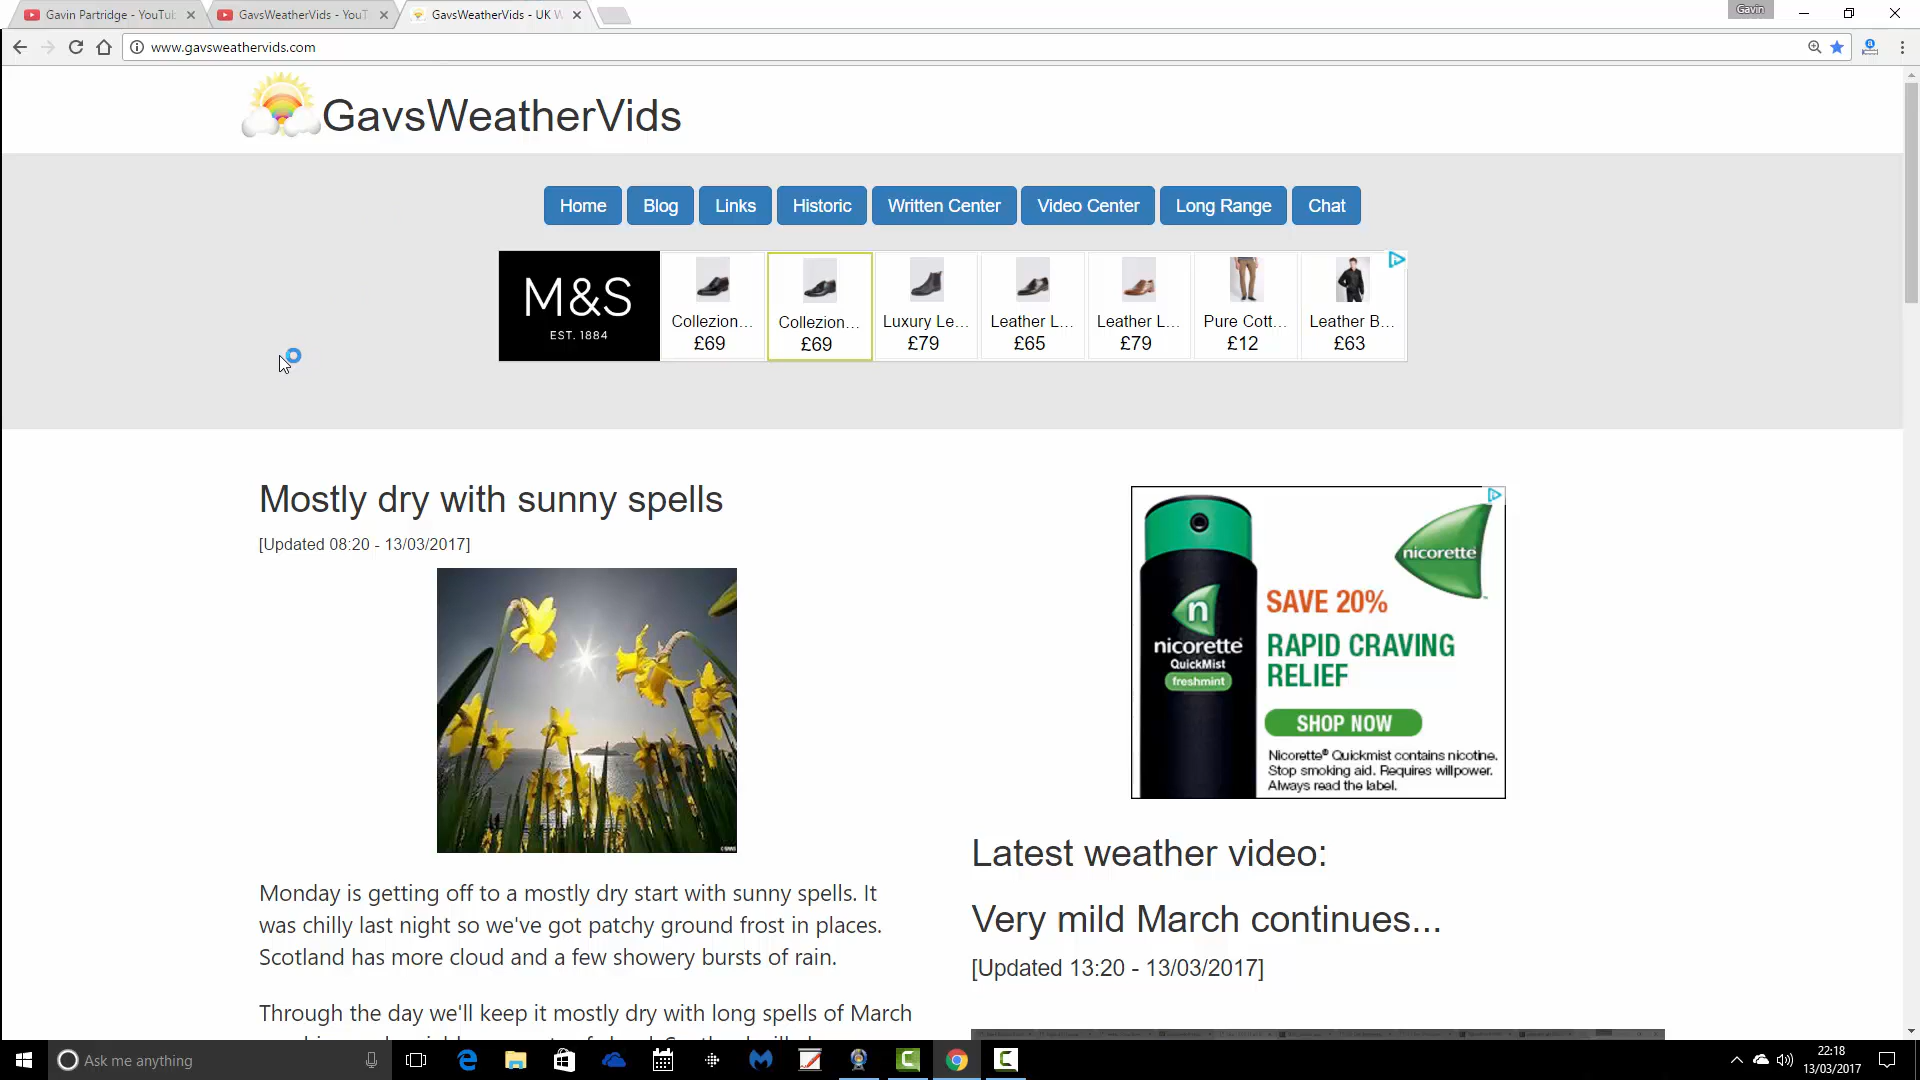 Gavin Partridge - YouTu
GavsWeatherVids - YouT
GavsWeatherVids - UK W
Gavin
www.gavsweathervids.com
GavsWeatherVids
Home
Blog
Links
Historic
Written Center
Video Center
Long Range
Chat
M&S
EST. 1884
Collezion...
£69
Collezion...
£69
Luxury Le...
£79
Leather L...
£65
Leather L...
£79
Pure Cott...
£12
Leather B...
£63
Mostly dry with sunny spells
[Updated 08:20 - 13/03/2017]
Monday is getting off to a mostly dry start with sunny spells. It
was chilly last night so we've got patchy ground frost in places.
Scotland has more cloud and a few showery bursts of rain.
Through the day we'll keep it mostly dry with long spells of March
nicorette
n
nicorette
QuickMist
freshmint
SAVE 20%
RAPID CRAVING
RELIEF
SHOP NOW
Nicorette® Quickmist contains nicotine.
Stop smoking aid. Requires willpower.
Always read the label.
Latest weather video:
Very mild March continues...
[Updated 13:20 - 13/03/2017]
Ask me anything
22:18
13/03/2017